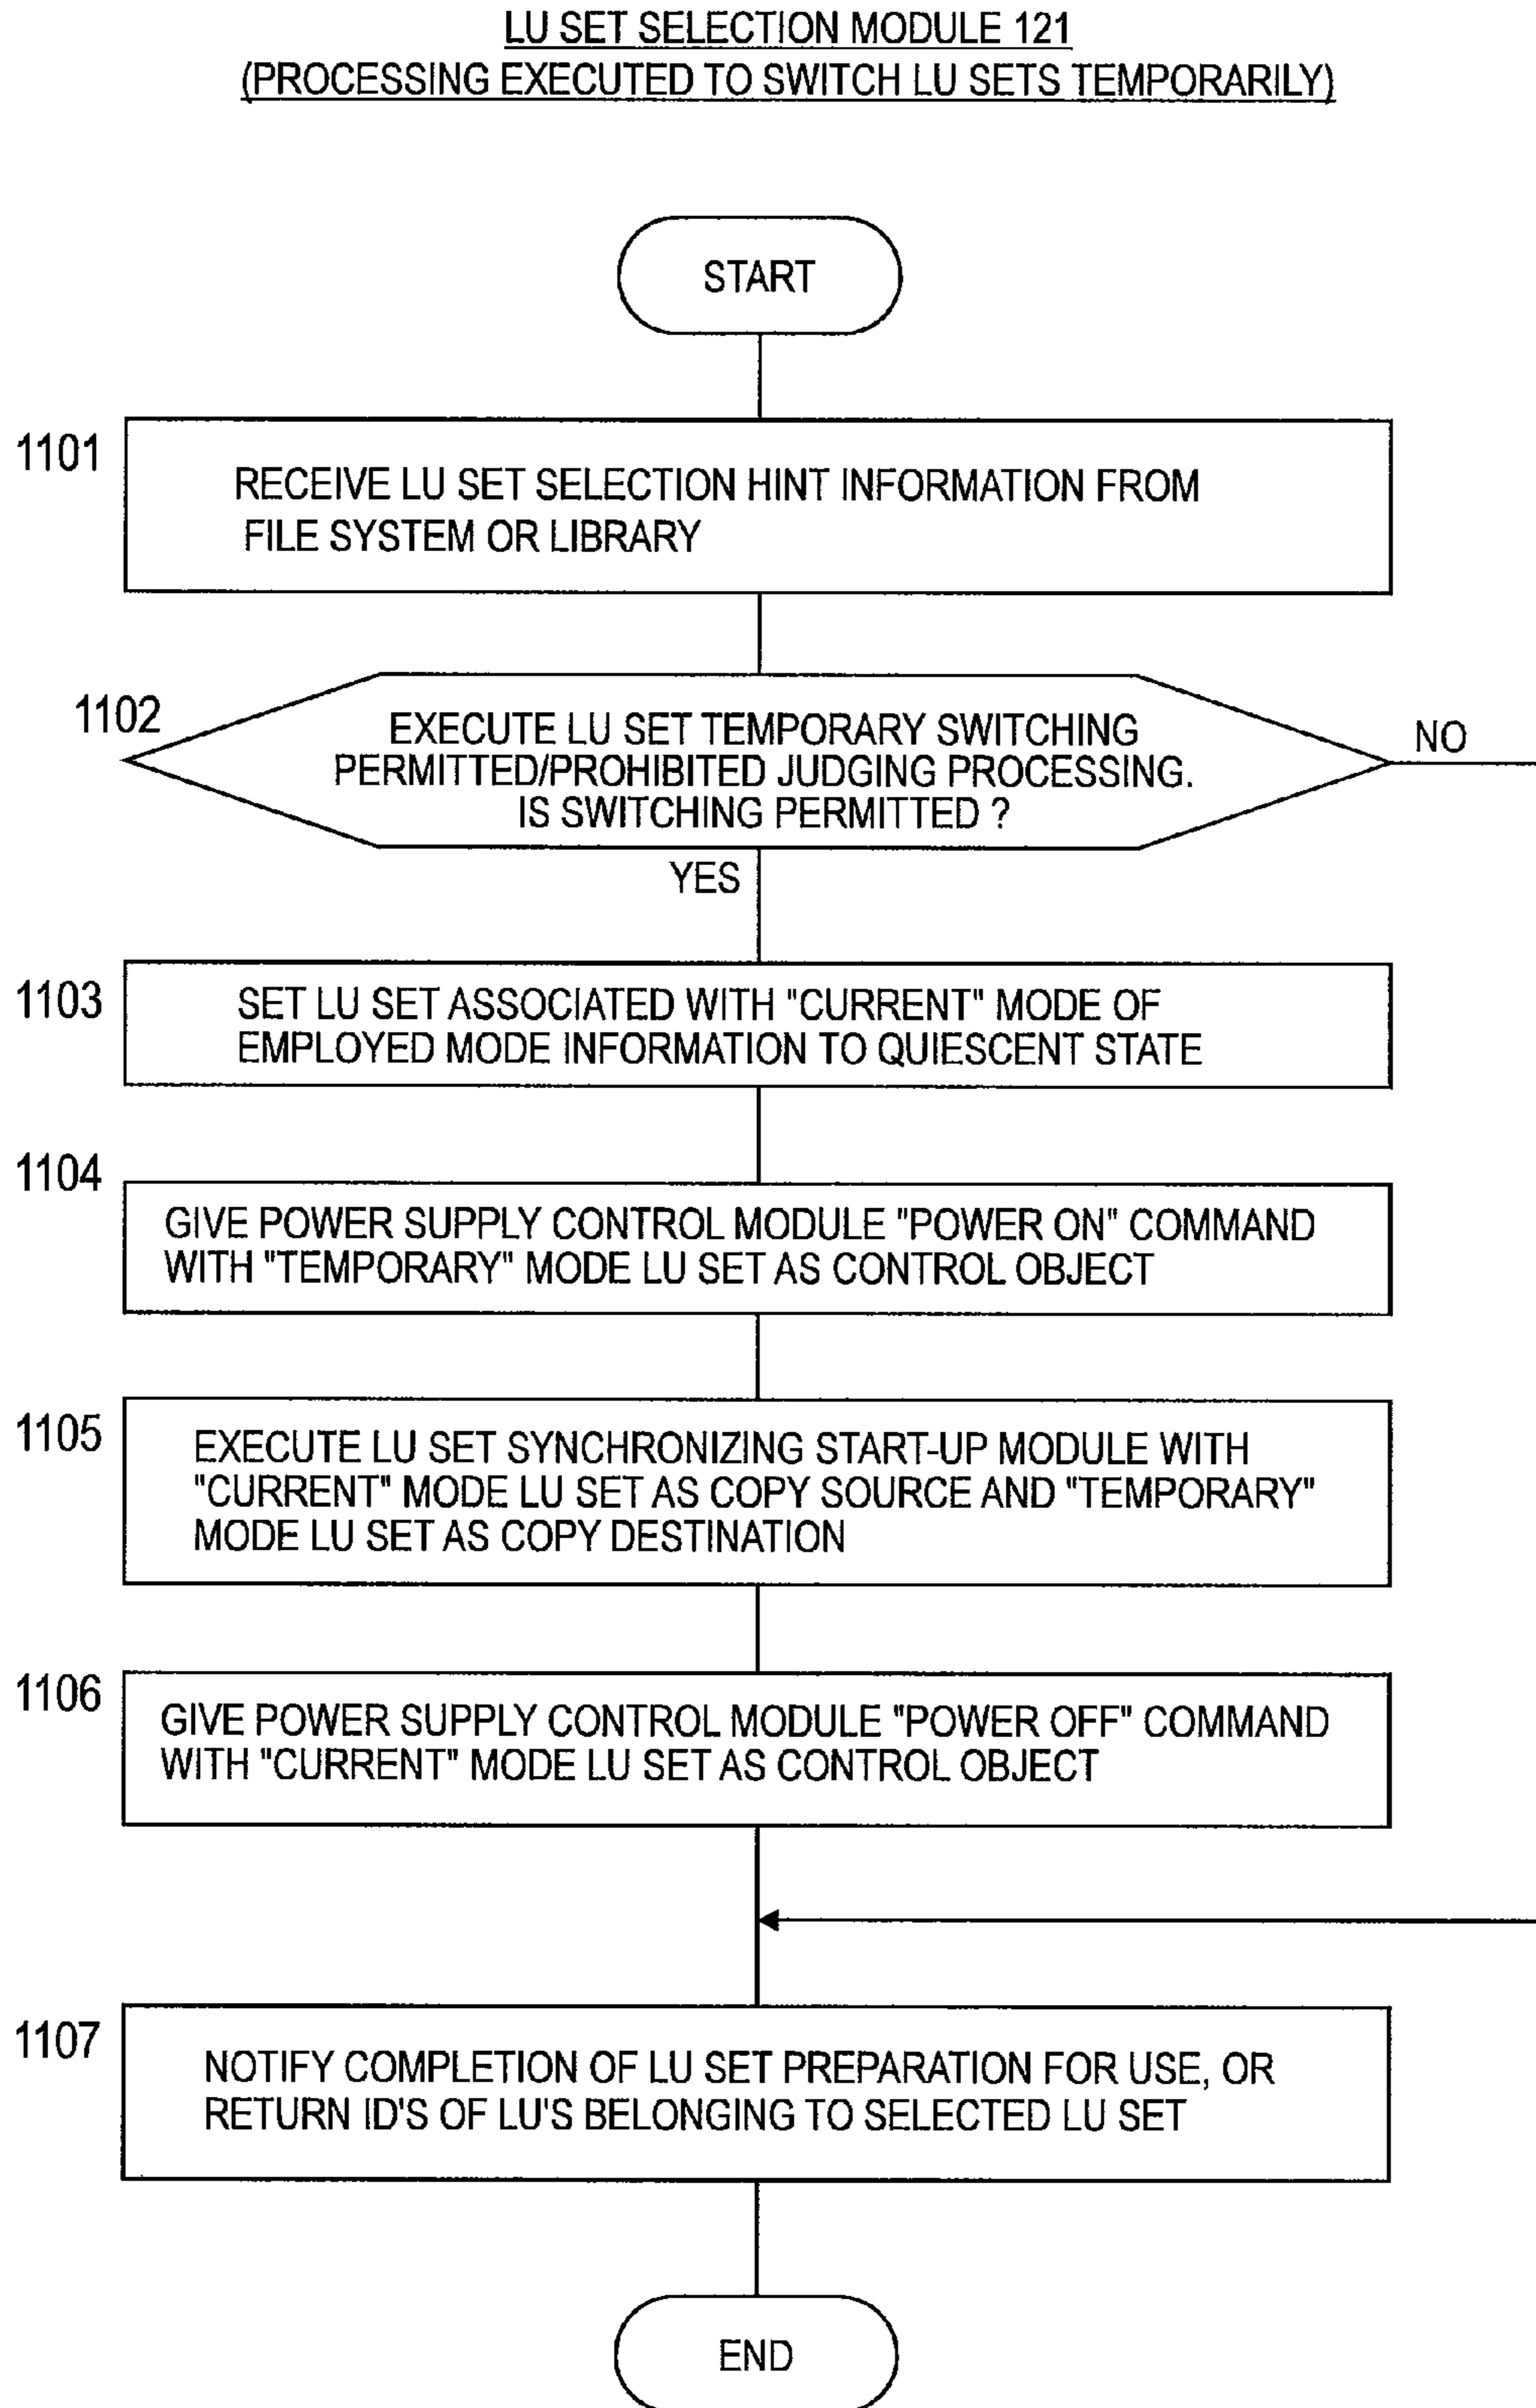 LU SET SELECTION MODULE 121
(PROCESSING EXECUTED TO SWITCH LU SETS TEMPORARILY)
START
1101
RECEIVE LU SET SELECTION HINT INFORMATION FROM
FILE SYSTEM OR LIBRARY
1102
EXECUTE LU SET TEMPORARY SWITCHING
PERMITTED/PROHIBITED JUDGING PROCESSING.
IS SWITCHING PERMITTED ?
NO
YES
1103
SET LU SET ASSOCIATED WITH "CURRENT" MODE OF
EMPLOYED MODE INFORMATION TO QUIESCENT STATE
1104
GIVE POWER SUPPLY CONTROL MODULE "POWER ON" COMMAND
WITH "TEMPORARY" MODE LU SET AS CONTROL OBJECT
1105
EXECUTE LU SET SYNCHRONIZING START-UP MODULE WITH
"CURRENT" MODE LU SET AS COPY SOURCE AND "TEMPORARY"
MODE LU SET AS COPY DESTINATION
1106
GIVE POWER SUPPLY CONTROL MODULE "POWER OFF" COMMAND
WITH "CURRENT" MODE LU SET AS CONTROL OBJECT
1107
NOTIFY COMPLETION OF LU SET PREPARATION FOR USE, OR
RETURN ID'S OF LU'S BELONGING TO SELECTED LU SET
END